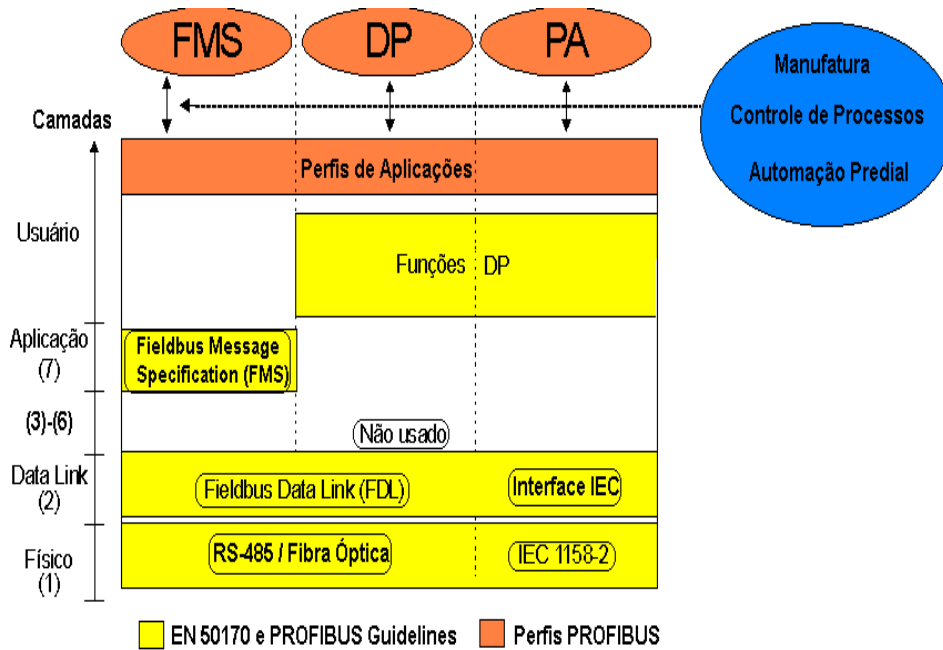 FMS
DP
PA
Manufatura
Controle de Processos
Automação Predial
Camadas
Perfis de Aplicações
Usuário
Funções DP
Aplicação
(7)
Fieldbus Message
Specification (FMS)
(3)-(6)
Não usado
Data Link
(2)
Fieldbus Data Link (FDL)
Interface IEC
Físico
(1)
RS-485 / Fibra Óptica
IEC 1158-2
EN 50170 e PROFIBUS Guidelines
Perfis PROFIBUS